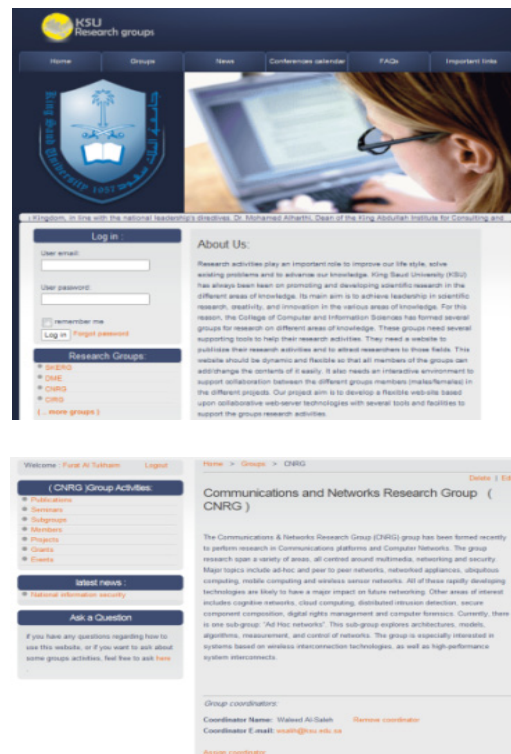 KSU
Research groups
Home Groups News Conferences calendar FAQs Important links
King Saud University 1957
Kingdom, in line with the national leadership's directives. Dr. Mohamed Alharthi, Dean of the King Abdullah Institute for Consulting and
Log in :
User email:
User password:
remember me
Log in Forgot password
Research Groups:
SKERG
DME
CNRG
CIRG
( .. more groups )
About Us:
Research activities play an important role to improve our life style, solve
existing problems and to advance our knowledge. King Saud University (KSU)
has always been keen on promoting and developing scientific research in the
different areas of knowledge. Its main aim is to achieve leadership in scientific
research, creativity, and innovation in the various areas of knowledge. For this
reason, the College of Computer and Information Sciences has formed several
groups for research on different areas of knowledge. These groups need several
supporting tools to help their research activities. They need a website to
publicize their research activities and to attract researchers to those fields. This
website should be dynamic and flexible so that all members of the groups can
add/change the contents of it easily. It also needs an interactive environment to
support collaboration between the different groups members (males/females) in
the different projects. Our project aim is to develop a flexible web-site based
upon collaborative web-server technologies with several tools and facilities to
support the groups research activities.
Welcome : Furat Al Tukhaim Logout
( CNRG )Group Activities:
Publications
Seminars
Subgroups
Members
Projects
Grants
Events
latest news :
National information security
Ask a Question
If you have any questions regarding how to
use this website, or if you want to ask about
some groups activities, feel free to ask here
.
Home > Groups > CNRG
Delete | Edit
Communications and Networks Research Group (
CNRG )
The Communications & Networks Research Group (CNRG) group has been formed recently
to perform research in Communications platforms and Computer Networks. The group
research span a variety of areas, all centred around multimedia, networking and security.
Major topics include ad-hoc and peer to peer networks, networked appliances, ubiquitous
computing, mobile computing and wireless sensor networks. All of these rapidly developing
technologies are likely to have a major impact on future networking. Other areas of interest
includes cognitive networks, cloud computing, distributed intrusion detection, secure
component composition, digital rights management and computer forensics. Currently, there
is one sub-group: "Ad Hoc networks". This sub-group explores architectures, models,
algorithms, measurement, and control of networks. The group is especially interested in
systems based on wireless interconnection technologies, as well as high-performance
system interconnects.
Group coordinators:
Coordinator Name: Waleed Al-Saleh Remove coordinator
Coordinator E-mail: wsaleh@ksu.edu.sa
Assign coordinator